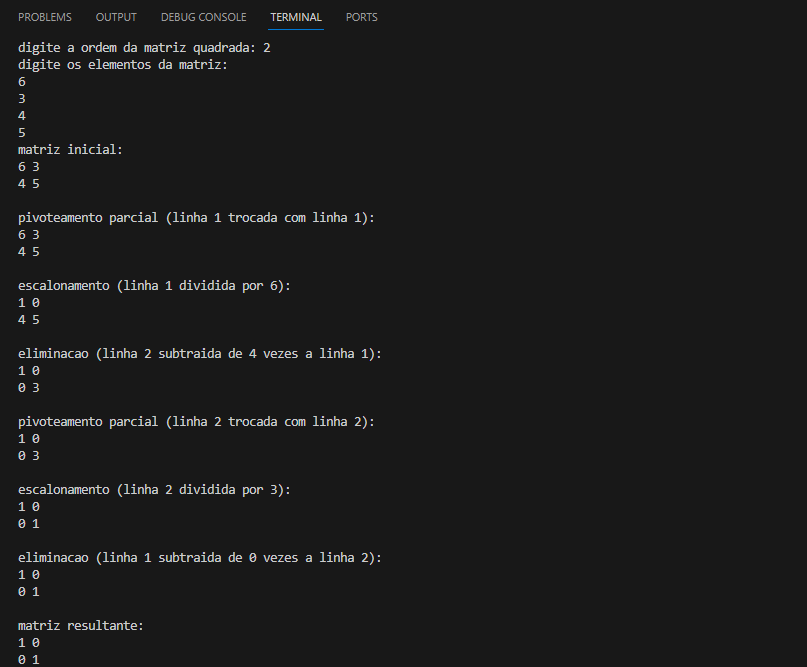 PROBLEMS OUTPUT DEBUG CONSOLE TERMINAL PORTS
digite a ordem da matriz quadrada: 2
digite os elementos da matriz:
6
3
4
5
matriz inicial:
6 3
4 5
pivoteamento parcial (linha 1 trocada com linha 1):
6 3
4 5
escalonamento (linha 1 dividida por 6):
1 0
4 5
eliminacao (linha 2 subtraida de 4 vezes a linha 1):
1 0
0 3
pivoteamento parcial (linha 2 trocada com linha 2):
1 0
0 3
escalonamento (linha 2 dividida por 3):
1 0
0 1
eliminacao (linha 1 subtraida de 0 vezes a linha 2):
1 0
0 1
matriz resultante:
1 0
0 1